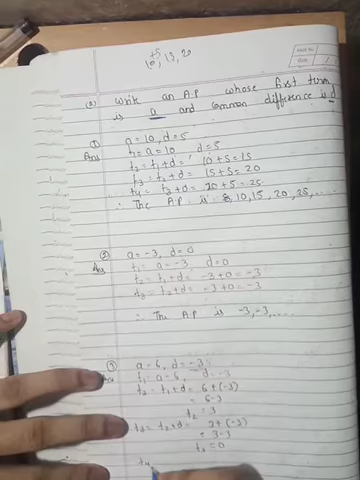 +5
10, 15, 20
Q) Write an A.P whose first term
is a and common difference is d
① a = 10, d = 5
Ans t₁ = a = 10 d = 5
t₂ = t₁ + d = 10 + 5 = 15
t₃ = t₂ + d = 15 + 5 = 20
t₄ = t₃ + d = 20 + 5 = 25
∴ The A.P is 10, 15, 20, 25, ....
② a = -3, d = 0
Ans t₁ = a = -3, d = 0
t₂ = t₁ + d = -3 + 0 = -3
t₃ = t₂ + d = -3 + 0 = -3
∴ The A.P is -3, -3, ....
a = 6, d = -3
Ans t₁ = a = 6, d = -3
t₂ = t₁ + d = 6 + (-3)
= 6 - 3
t₂ = 3
t₃ = t₂ + d = 3 + (-3)
= 3 - 3
t₃ = 0
t₄